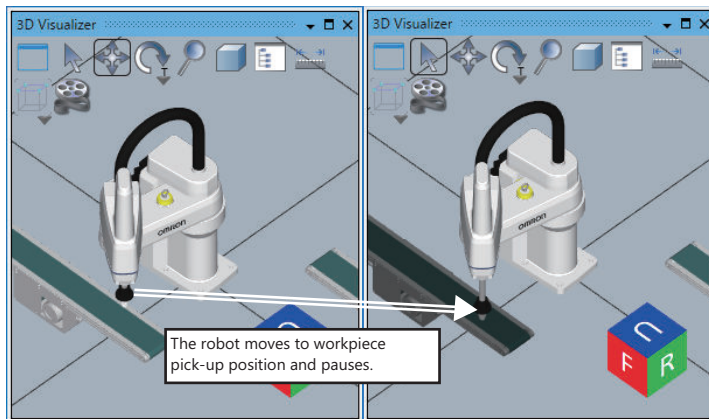 3D Visualizer
3D Visualizer
T
T
OMRON
OMRON
The robot moves to workpiece
pick-up position and pauses.
F
R